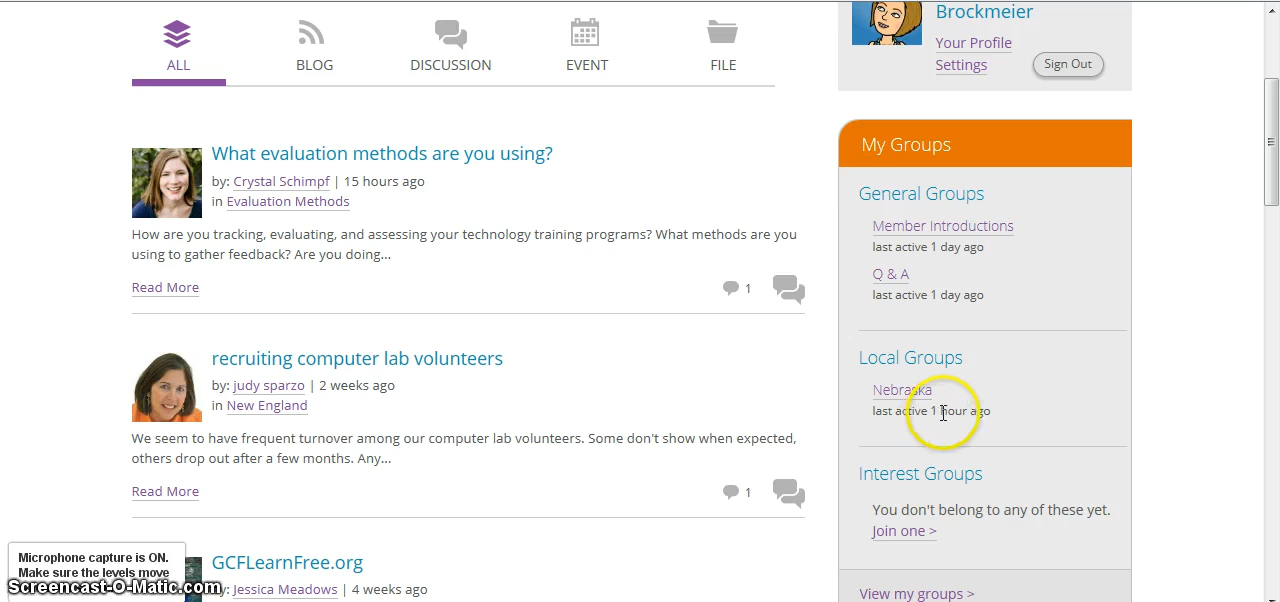 ALL
BLOG
DISCUSSION
EVENT
FILE
What evaluation methods are you using?
by: Crystal Schimpf | 15 hours ago
in Evaluation Methods
How are you tracking, evaluating, and assessing your technology training programs? What methods are you
using to gather feedback? Are you doing...
Read More
1
recruiting computer lab volunteers
by: judy sparzo | 2 weeks ago
in New England
We seem to have frequent turnover among our computer lab volunteers. Some don't show when expected,
others drop out after a few months. Any...
Read More
1
GCFLearnFree.org
by: Jessica Meadows | 4 weeks ago
Brockmeier
Your Profile
Settings
Sign Out
My Groups
General Groups
Member Introductions
last active 1 day ago
Q & A
last active 1 day ago
Local Groups
Nebraska
last active 1 hour ago
Interest Groups
You don't belong to any of these yet.
Join one >
View my groups >
Microphone capture is ON.
Make sure the levels move
Screencast-O-Matic.com